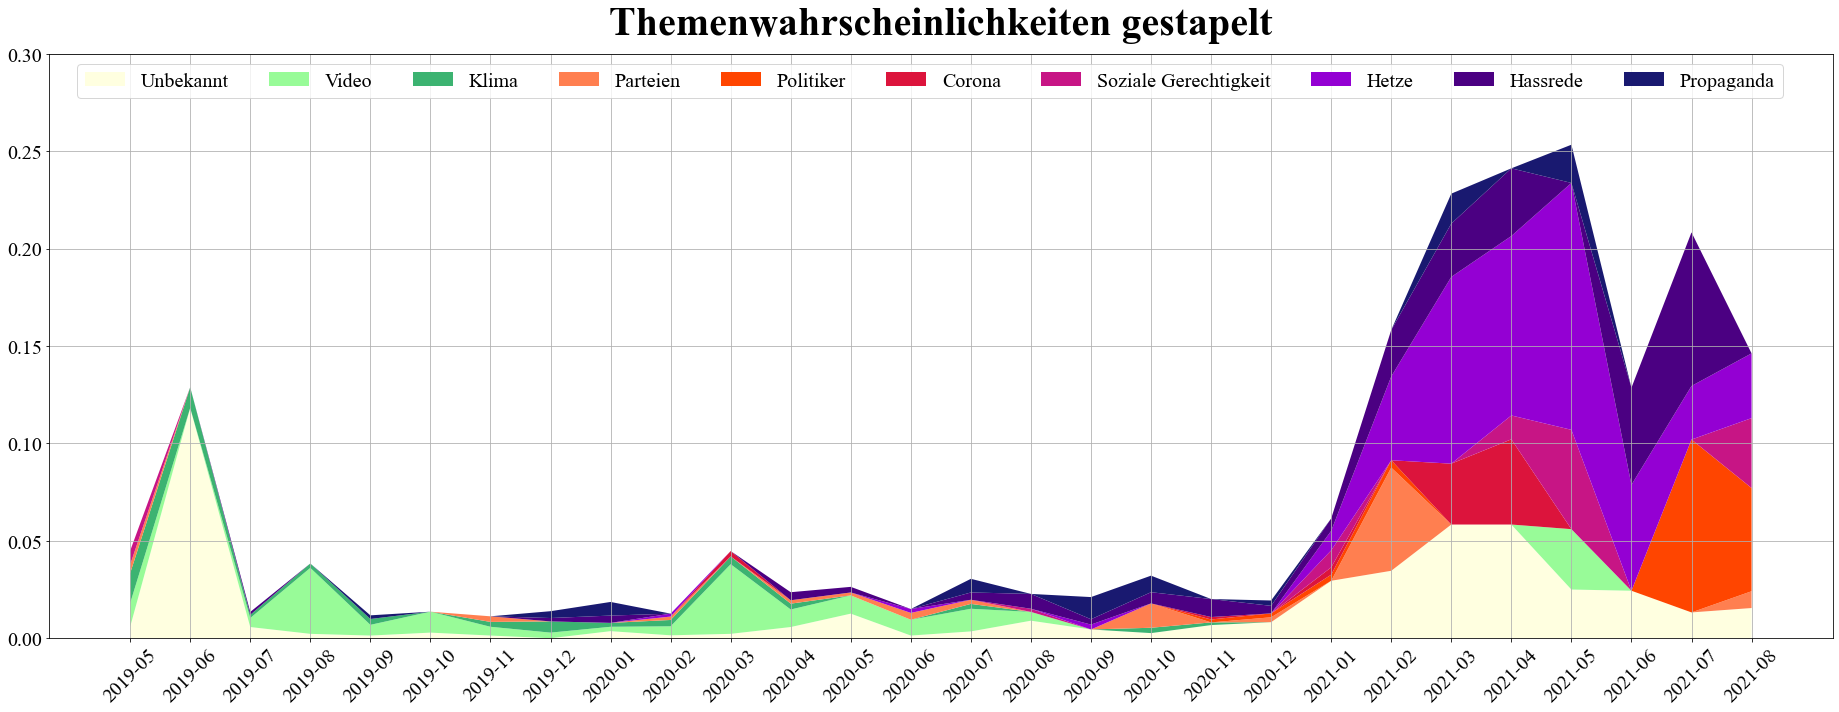 Themenwahrscheinlichkeiten gestapelt
0.30
Unbekannt Video Klima Parteien Politiker Corona Soziale Gerechtigkeit Hetze Hassrede Propaganda
0.25
0.20
0.15
0.10
0.05
0.00
2019-05 2019-06 2019-07 2019-08 2019-09 2019-10 2019-11 2019-12 2020-01 2020-02 2020-03 2020-04 2020-05 2020-06 2020-07 2020-08 2020-09 2020-10 2020-11 2020-12 2021-01 2021-02 2021-03 2021-04 2021-05 2021-06 2021-07 2021-08